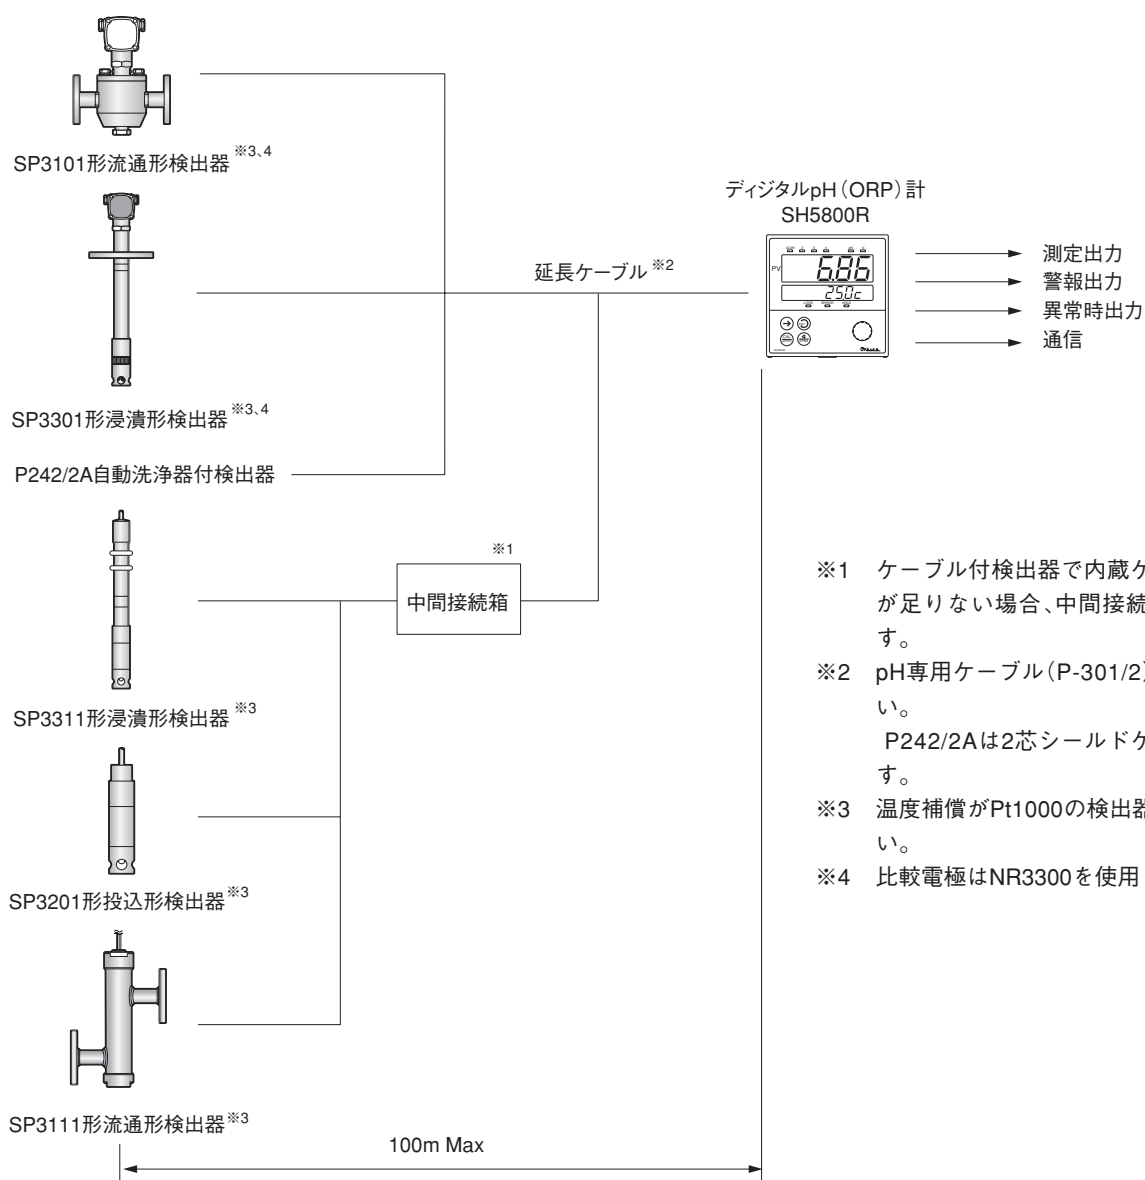 SP3101形流通形検出器 ※3、4
SP3301形浸漬形検出器 ※3、4
P242/2A自動洗浄器付検出器
SP3311形浸漬形検出器 ※3
SP3201形投込形検出器 ※3
SP3111形流通形検出器 ※3
延長ケーブル ※2
※1
中間接続箱
100m Max
ディジタルpH(ORP)計
SH5800R
PV
6.86
25.0c
測定出力
警報出力
異常時出力
通信
※1 ケーブル付検出器で内蔵ケ
が足りない場合、中間接続
す。
※2 pH専用ケーブル(P-301/2)
い。
P242/2Aは2芯シールドケ
す。
※3 温度補償がPt1000の検出器
い。
※4 比較電極はNR3300を使用